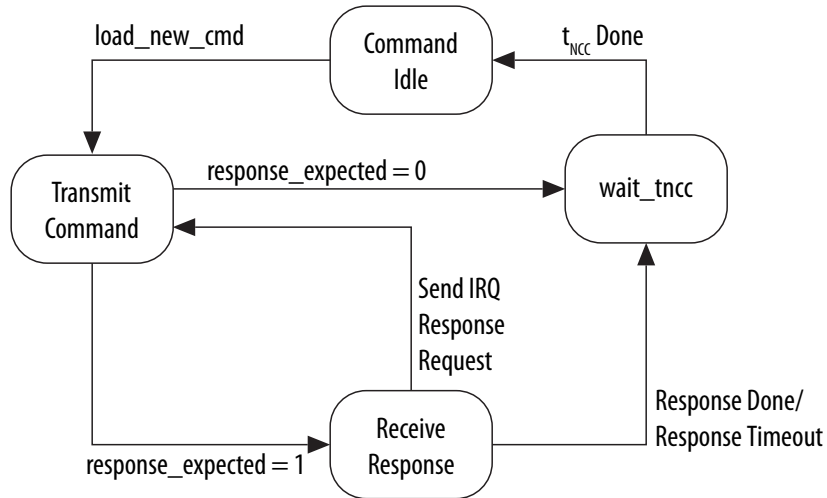 load_new_cmd
Command
Idle
tNCC Done
Transmit
Command
response_expected = 0
wait_tncc
Send IRQ
Response
Request
Receive
Response
response_expected = 1
Response Done/
Response Timeout